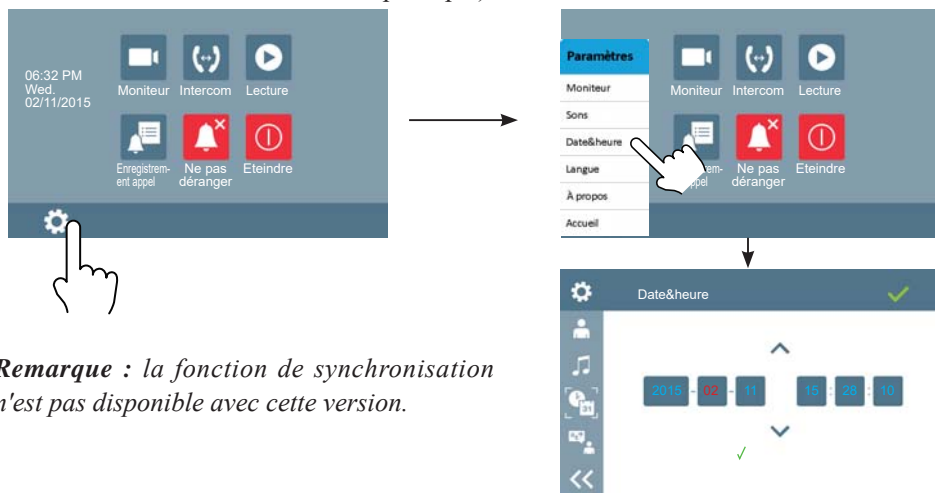 06:32 PM
Wed.
02/11/2015
Moniteur Intercom Lecture
Enregistrem-
ent appel
Ne pas
déranger
Eteindre
Paramètres
Moniteur
Sons
Date&heure
Langue
À propos
Accueil
Moniteur Intercom Lecture
Ne pas
déranger
Eteindre
Date&heure
2015 - 02 - 11 15 : 28 : 10
Remarque : la fonction de synchronisation
n'est pas disponible avec cette version.